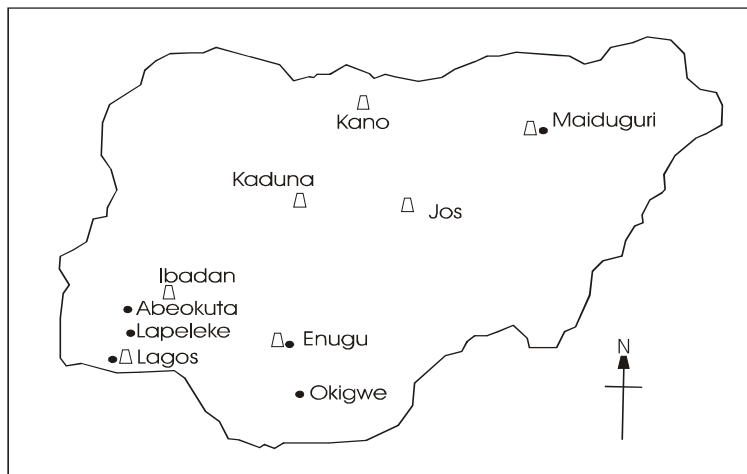 Kano
Maiduguri
Kaduna
Jos
Ibadan
Abeokuta
Lapeleke
Lagos
Enugu
Okigwe
N